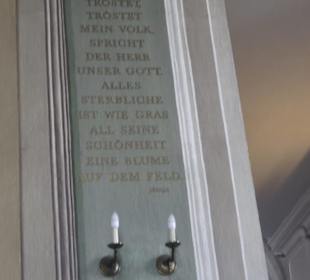 TRÖSTET,
TRÖSTET
MEIN VOLK,
SPRICHT
DER HERR
UNSER GOTT.
ALLES
STERBLICHE
IST WIE GRAS
ALL SEINE
SCHÖNHEIT
EINE BLUME
AUF DEM FELD.